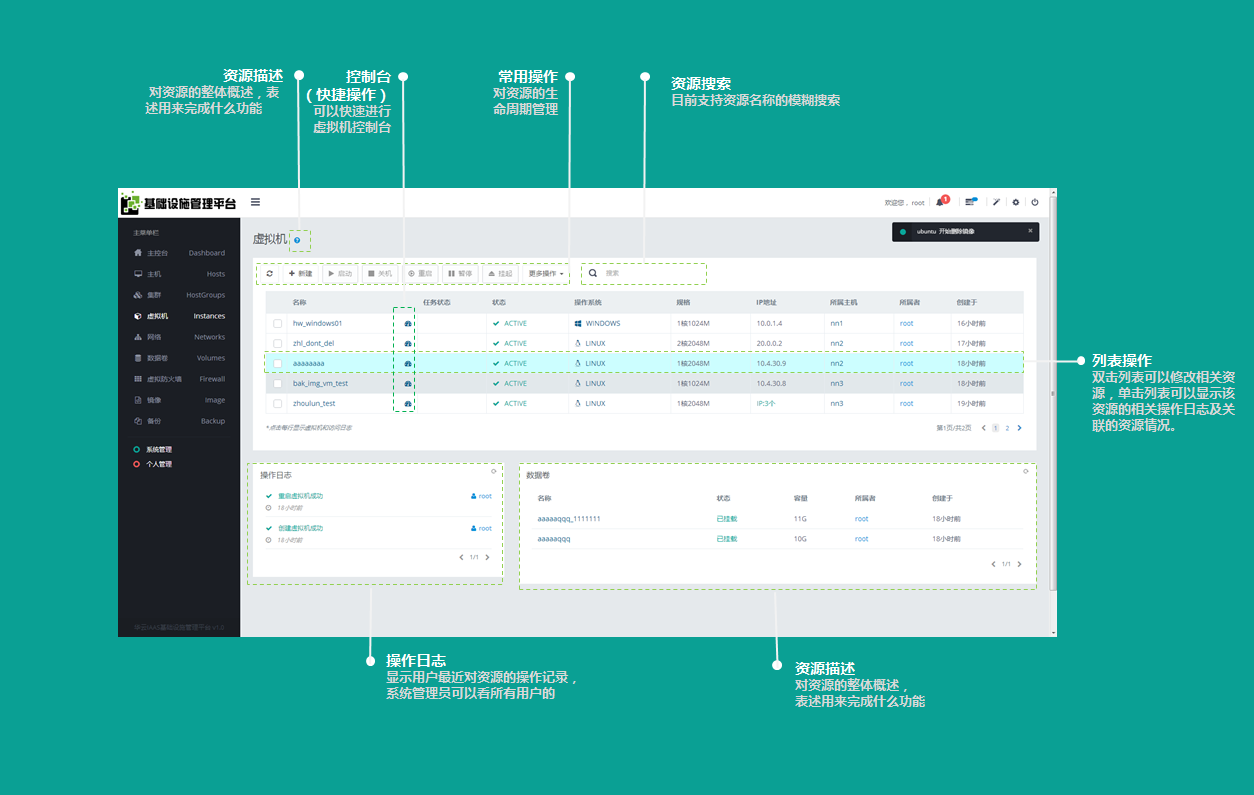 资源描述
对资源的整体概述，表
述用来完成什么功能
控制台
（快捷操作）
可以快速进行
虚拟机控制台
常用操作
对资源的生
命周期管理
资源搜索
目前支持资源名称的模糊搜索
基础设施管理平台
欢迎您，root
1
主菜单栏
主控台 Dashboard
主机 Hosts
集群 HostGroups
虚拟机 Instances
网络 Networks
数据卷 Volumes
虚拟防火墙 Firewall
镜像 Image
备份 Backup
系统管理
个人管理
虚拟机
ubuntu 开始删除镜像
新建 启动 关机 重启 暂停 挂起 更多操作 搜索
名称 任务状态 状态 操作系统 规格 IP地址 所属主机 所属者 创建于
hw_windows01 ACTIVE WINDOWS 1核1024M 10.0.1.4 nn1 root 16小时前
zhl_dont_del ACTIVE LINUX 2核2048M 20.0.0.2 nn2 root 17小时前
aaaaaaaa ACTIVE LINUX 1核2048M 10.4.30.9 nn2 root 18小时前
bak_img_vm_test ACTIVE LINUX 1核1024M 10.4.30.8 nn3 root 18小时前
zhoulun_test ACTIVE LINUX 1核2048M IP:3个 nn3 root 19小时前
*点击每行显示虚拟机和访问日志
第1页/共2页 1 2
列表操作
双击列表可以修改相关资
源，单击列表可以显示该
资源的相关操作日志及关
联的资源情况。
操作日志
重启虚拟机成功 root
18小时前
创建虚拟机成功 root
18小时前
1/1
数据卷
名称 状态 容量 所属者 创建于
aaaaaqqq_1111111 已挂载 11G root 18小时前
aaaaaqqq 已挂载 10G root 18小时前
1/1
操作日志
显示用户最近对资源的操作记录，
系统管理员可以看所有用户的
资源描述
对资源的整体概述，
表述用来完成什么功能